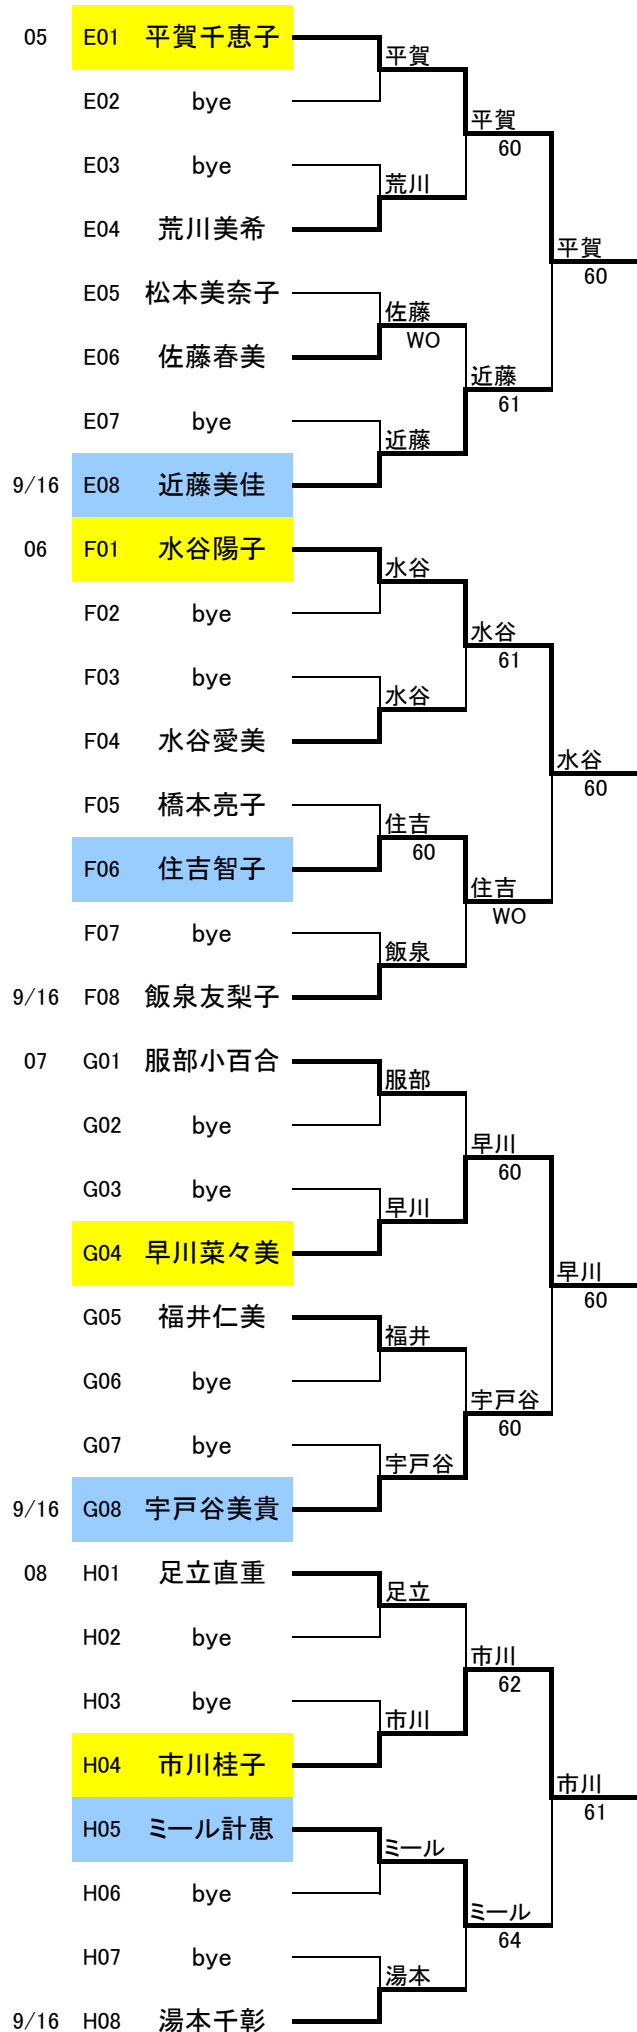 05 E01 平賀千恵子
平賀
E02 bye
平賀
60
E03 bye
荒川
E04 荒川美希
平賀
60
E05 松本美奈子
佐藤
WO
E06 佐藤春美
近藤
61
E07 bye
近藤
9/16 E08 近藤美佳
06 F01 水谷陽子
水谷
F02 bye
水谷
61
F03 bye
水谷
F04 水谷愛美
水谷
60
F05 橋本亮子
住吉
60
F06 住吉智子
住吉
WO
F07 bye
飯泉
9/16 F08 飯泉友梨子
07 G01 服部小百合
服部
G02 bye
早川
60
G03 bye
早川
G04 早川菜々美
早川
60
G05 福井仁美
福井
G06 bye
宇戸谷
60
G07 bye
宇戸谷
9/16 G08 宇戸谷美貴
08 H01 足立直重
足立
H02 bye
市川
62
H03 bye
市川
H04 市川桂子
市川
61
H05 ミール計恵
ミール
H06 bye
ミール
64
H07 bye
湯本
9/16 H08 湯本千彰